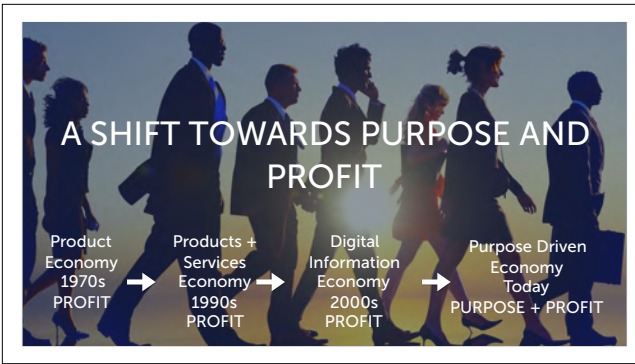 A SHIFT TOWARDS PURPOSE AND
PROFIT
Product
Economy
1970s
PROFIT
Products +
Services
Economy
1990s
PROFIT
Digital
Information
Economy
2000s
PROFIT
Purpose Driven
Economy
Today
PURPOSE + PROFIT